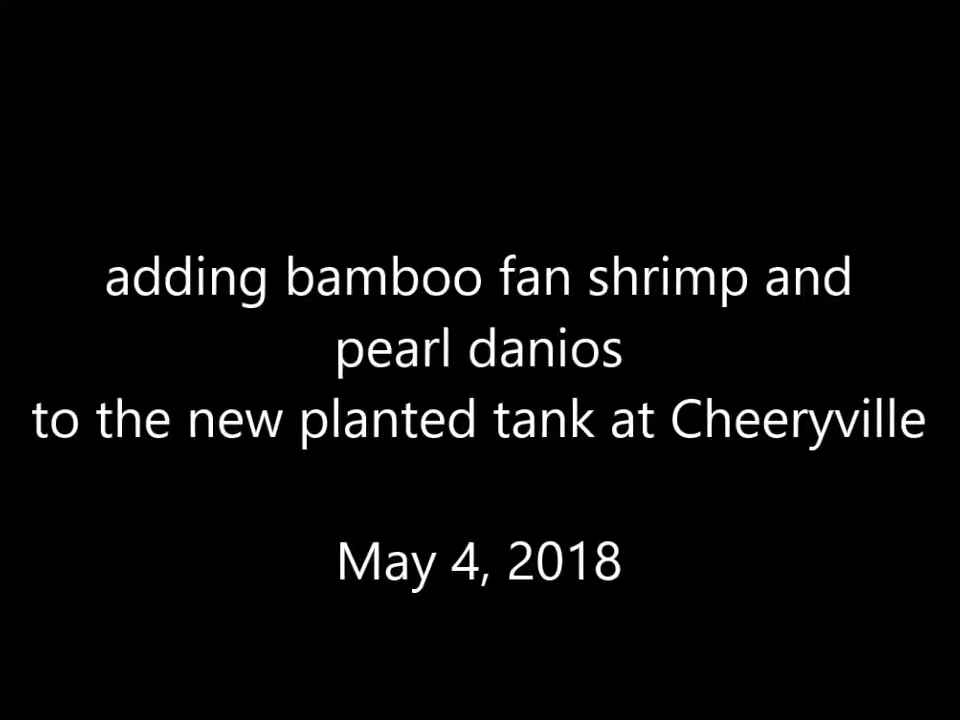 adding bamboo fan shrimp and
pearl danios
to the new planted tank at Cheeryville
May 4, 2018